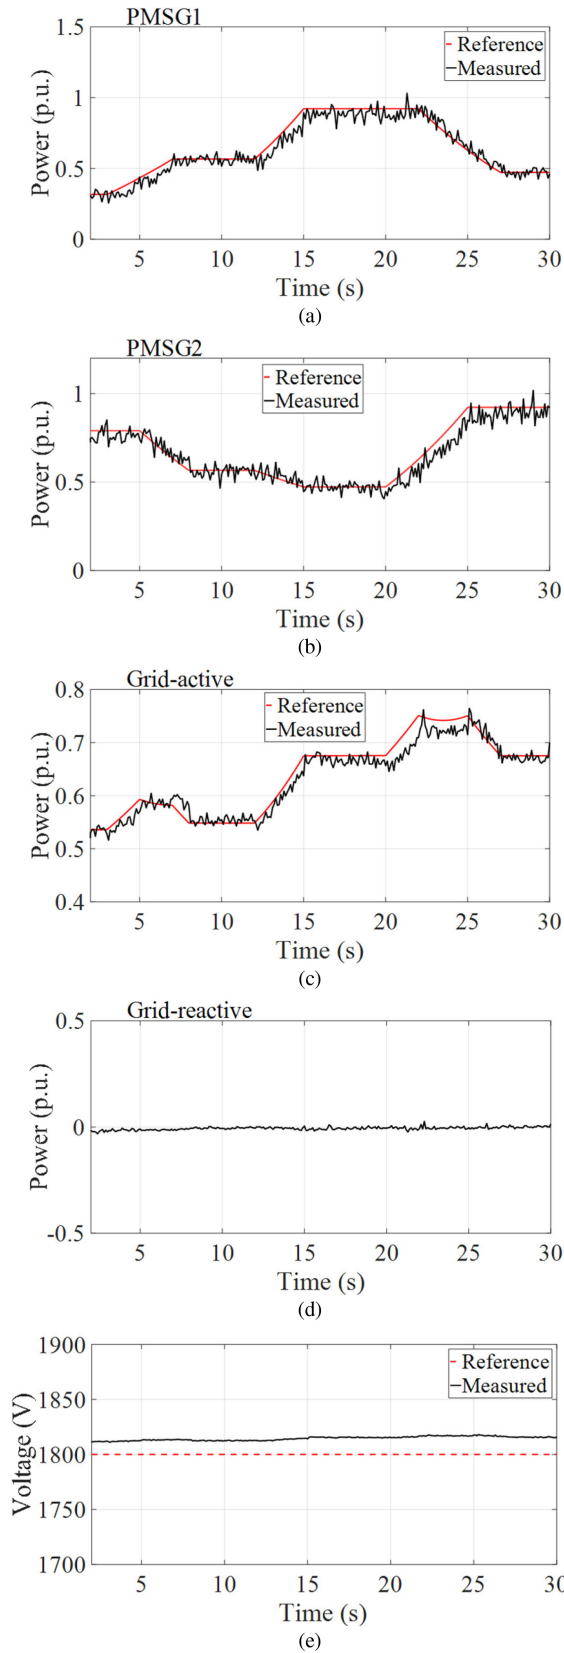 PMSG1
1.5
Reference
Measured
1
0.5
0
Power (p.u.)
5 10 15 20 25 30
Time (s)
(a)
PMSG2
Reference
Measured
1
0.5
0
Power (p.u.)
5 10 15 20 25 30
Time (s)
(b)
Grid-active
0.8
Reference
Measured
0.7
0.6
0.5
0.4
Power (p.u.)
5 10 15 20 25 30
Time (s)
(c)
Grid-reactive
0.5
0
-0.5
Power (p.u.)
5 10 15 20 25 30
Time (s)
(d)
1900
Reference
Measured
1850
1800
1750
1700
Voltage (V)
5 10 15 20 25 30
Time (s)
(e)